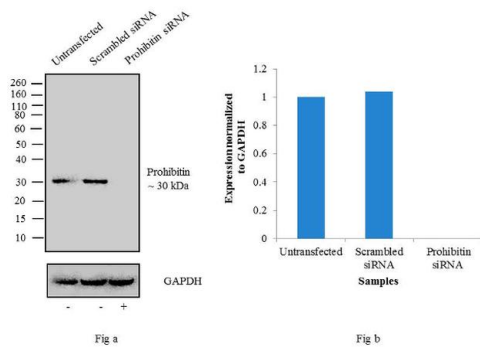 Untransfected
Scrambled siRNA
Prohibitin siRNA
260
160
110
80
60
50
40
30
20
15
10
Prohibitin
~ 30 kDa
GAPDH
- - +
Fig a
Expression normalized
to GAPDH
1.2
1
0.8
0.6
0.4
0.2
0
Untransfected
Scrambled
siRNA
Prohibitin
siRNA
Samples
Fig b